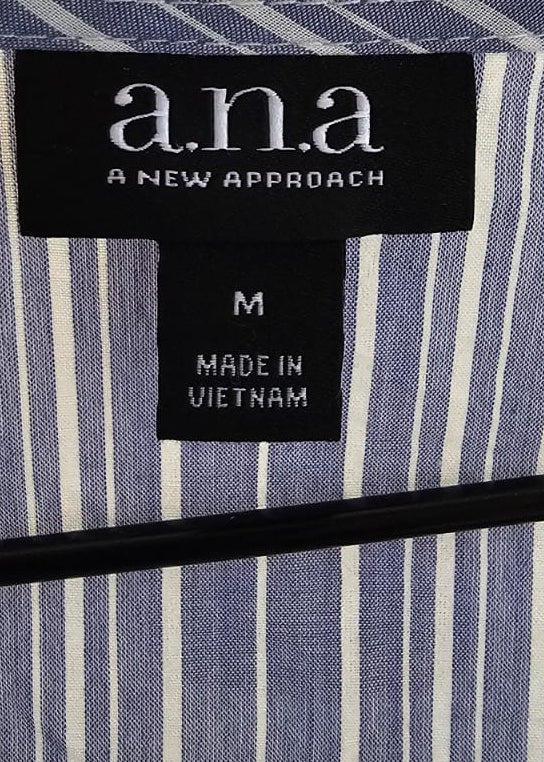 a.n.a
A NEW APPROACH
M
MADE IN
VIETNAM